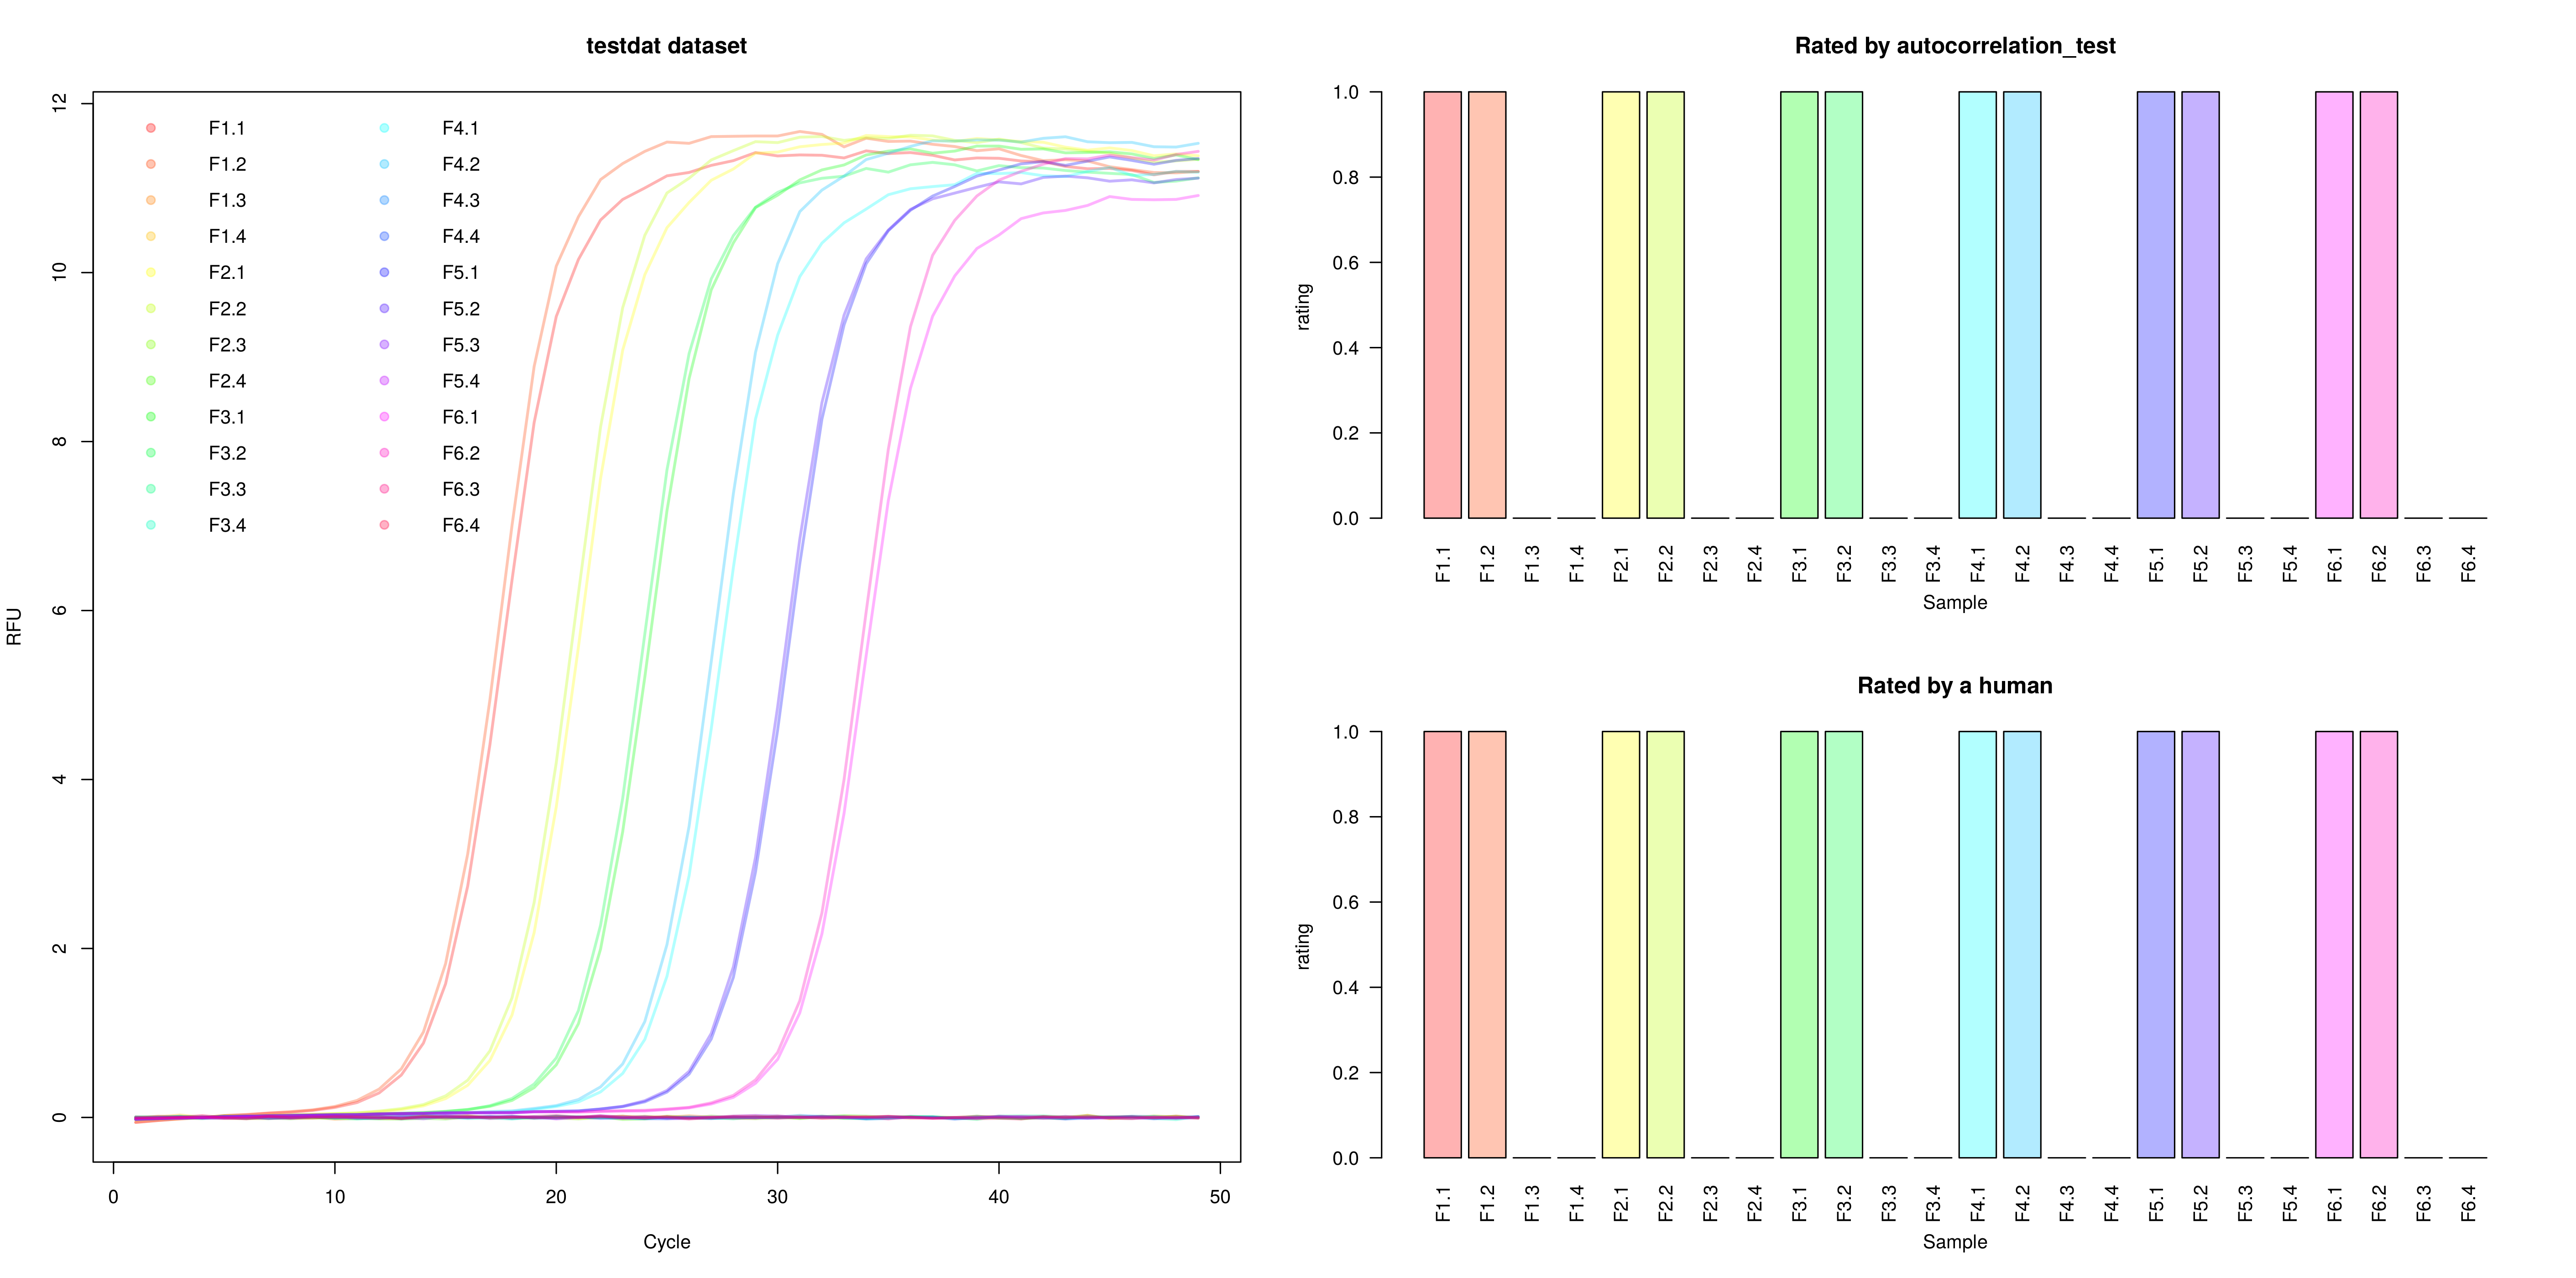 testdat dataset
RFU
12
10
8
6
4
2
0
F1.1 F4.1
F1.2 F4.2
F1.3 F4.3
F1.4 F4.4
F2.1 F5.1
F2.2 F5.2
F2.3 F5.3
F2.4 F5.4
F3.1 F6.1
F3.2 F6.2
F3.3 F6.3
F3.4 F6.4
0 10 20 30 40 50
Cycle
Rated by autocorrelation_test
rating
1.0
0.8
0.6
0.4
0.2
0.0
F1.1 F1.2 F1.3 F1.4 F2.1 F2.2 F2.3 F2.4 F3.1 F3.2 F3.3 F3.4 F4.1 F4.2 F4.3 F4.4 F5.1 F5.2 F5.3 F5.4 F6.1 F6.2 F6.3 F6.4
Sample
Rated by a human
rating
1.0
0.8
0.6
0.4
0.2
0.0
F1.1 F1.2 F1.3 F1.4 F2.1 F2.2 F2.3 F2.4 F3.1 F3.2 F3.3 F3.4 F4.1 F4.2 F4.3 F4.4 F5.1 F5.2 F5.3 F5.4 F6.1 F6.2 F6.3 F6.4
Sample